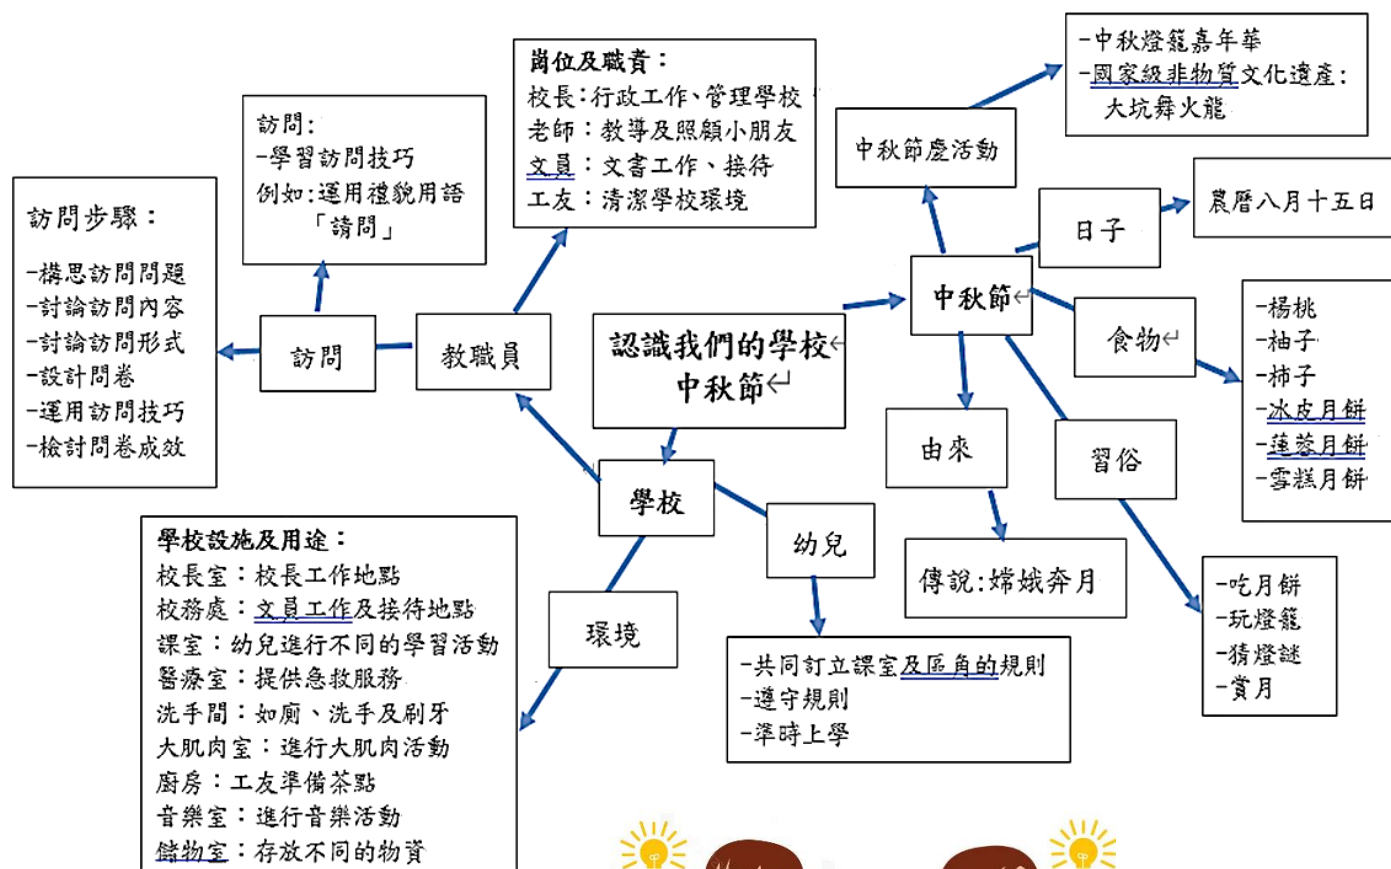 -中秋燈籠嘉年華
-國家級非物質文化遺產:
大坑舞火龍
崗位及職責：
校長：行政工作、管理學校
老師：教導及照顧小朋友
文員：文書工作、接待
工友：清潔學校環境
訪問:
-學習訪問技巧
例如:運用禮貌用語
「請問」
中秋節慶活動
農曆八月十五日
日子
訪問步驟：
-構思訪問問題
-討論訪問內容
-討論訪問形式
-設計問卷
-運用訪問技巧
-檢討問卷成效
訪問
教職員
認識我們的學校
中秋節
中秋節
食物
-楊桃
-柚子
-柿子
-冰皮月餅
-蓮蓉月餅
-雪糕月餅
由來
習俗
學校
幼兒
傳說:嫦娥奔月
-吃月餅
-玩燈籠
-猜燈謎
-賞月
環境
-共同訂立課室及區角的規則
-遵守規則
-準時上學
學校設施及用途：
校長室：校長工作地點
校務處：文員工作及接待地點
課室：幼兒進行不同的學習活動
醫療室：提供急救服務
洗手間：如廁、洗手及刷牙
大肌肉室：進行大肌肉活動
廚房：工友準備茶點
音樂室：進行音樂活動
儲物室：存放不同的物資